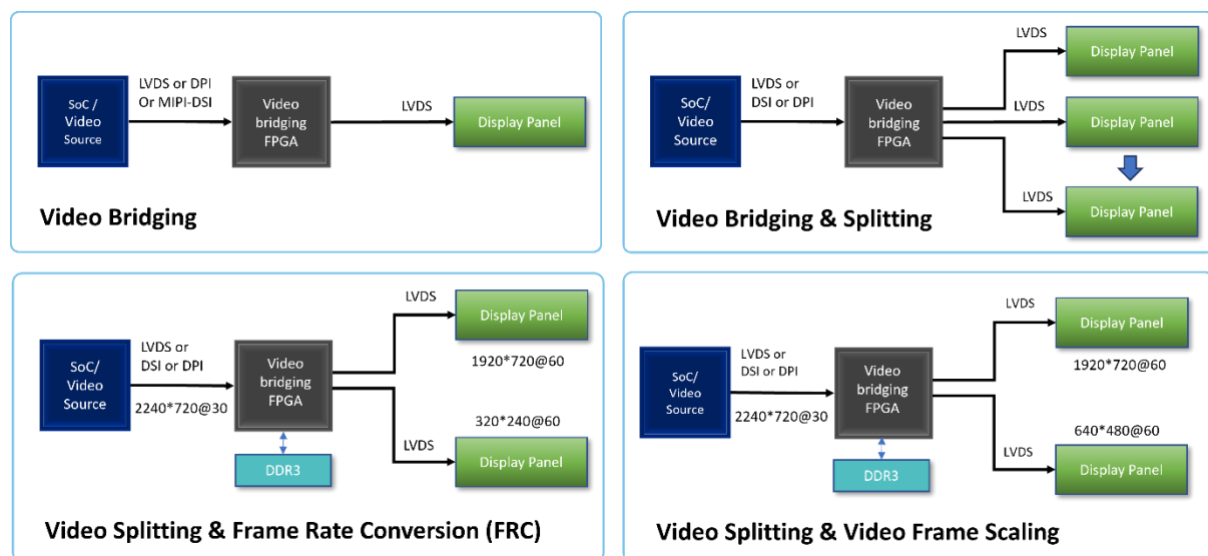 SoC /
Video
Source
LVDS or DPI
Or MIPI-DSI
Video
bridging
FPGA
LVDS
Display Panel
Video Bridging
SoC/
Video
Source
LVDS or
DSI or DPI
Video
bridging
FPGA
LVDS
Display Panel
LVDS
Display Panel
LVDS
Display Panel
Video Bridging & Splitting
SoC/
Video
Source
LVDS or
DSI or DPI
2240*720@30
Video
bridging
FPGA
DDR3
LVDS
Display Panel
1920*720@60
320*240@60
LVDS
Display Panel
Video Splitting & Frame Rate Conversion (FRC)
SoC/
Video
Source
LVDS or
DSI or DPI
2240*720@30
Video
bridging
FPGA
DDR3
LVDS
Display Panel
1920*720@60
640*480@60
LVDS
Display Panel
Video Splitting & Video Frame Scaling